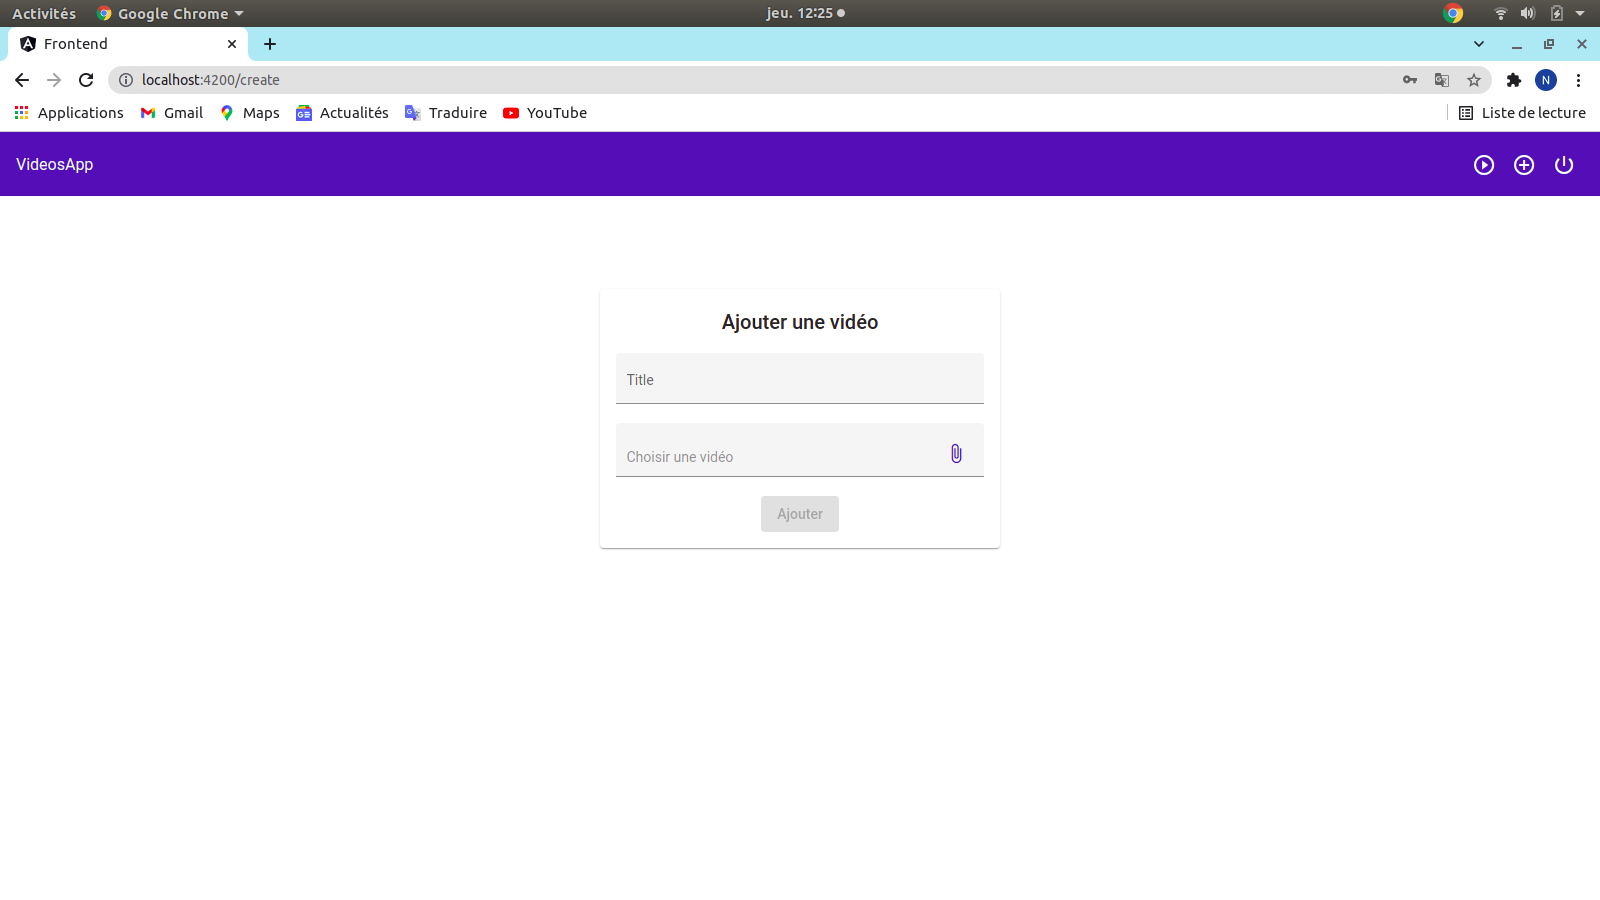 Activités Google Chrome jeu. 12:25
Frontend
localhost:4200/create
Applications Gmail Maps Actualités Traduire YouTube Liste de lecture
N
VideosApp
Ajouter une vidéo
Title
Choisir une vidéo
Ajouter